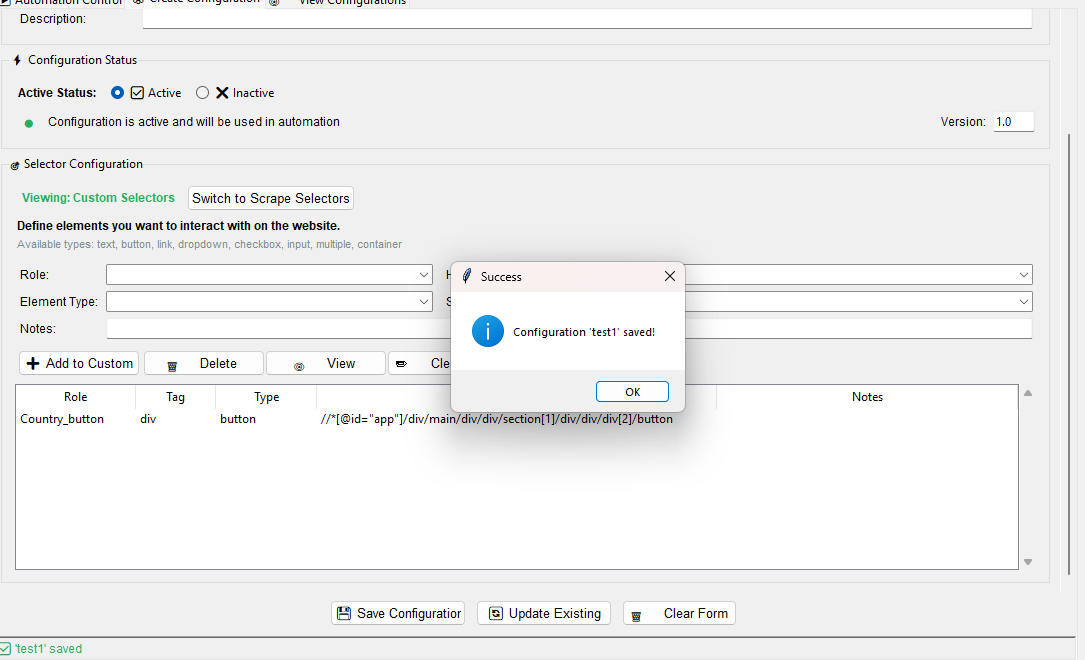 Automation Control Create Configuration View Configurations
Description:
Configuration Status
Active Status: Active Inactive
Configuration is active and will be used in automation Version: 1.0
Selector Configuration
Viewing: Custom Selectors Switch to Scrape Selectors
Define elements you want to interact with on the website.
Available types: text, button, link, dropdown, checkbox, input, multiple, container
Role:
Element Type:
Notes:
Success
Configuration 'test1' saved!
OK
Add to Custom Delete View Cle
Role Tag Type Notes
Country_button div button //*[@id="app"]/div/main/div/div/section[1]/div/div/div[2]/button
Save Configuration Update Existing Clear Form
'test1' saved